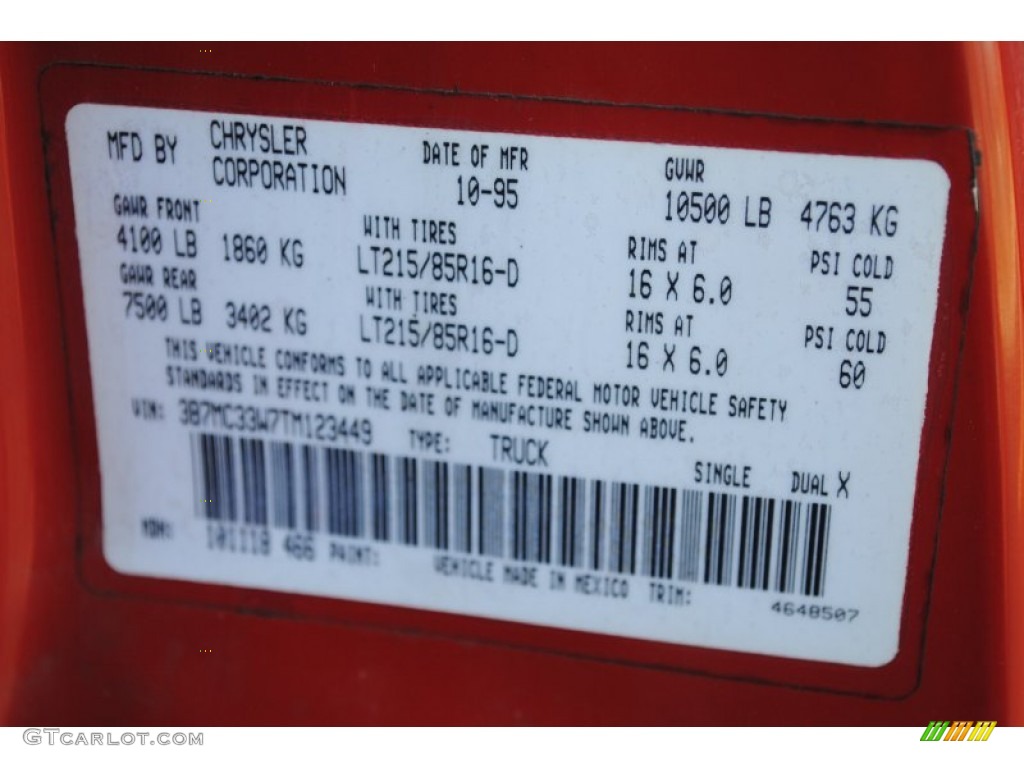 MFD BY CHRYSLER CORPORATION DATE OF MFR 10-95 GVWR 10500 LB 4763 KG
GAWR FRONT WITH TIRES RIMS AT PSI COLD
4100 LB 1860 KG LT215/85R16-D 16 X 6.0 55
GAWR REAR WITH TIRES RIMS AT PSI COLD
7500 LB 3402 KG LT215/85R16-D 16 X 6.0 60
THIS VEHICLE CONFORMS TO ALL APPLICABLE FEDERAL MOTOR VEHICLE SAFETY
STANDARDS IN EFFECT ON THE DATE OF MANUFACTURE SHOWN ABOVE.
VIN: 3B7MC33W7TM123449 TYPE: TRUCK SINGLE DUAL X
MDH: 101118 466 PAINT: VEHICLE MADE IN MEXICO TRIM:
4648507
GTCARLOT.COM